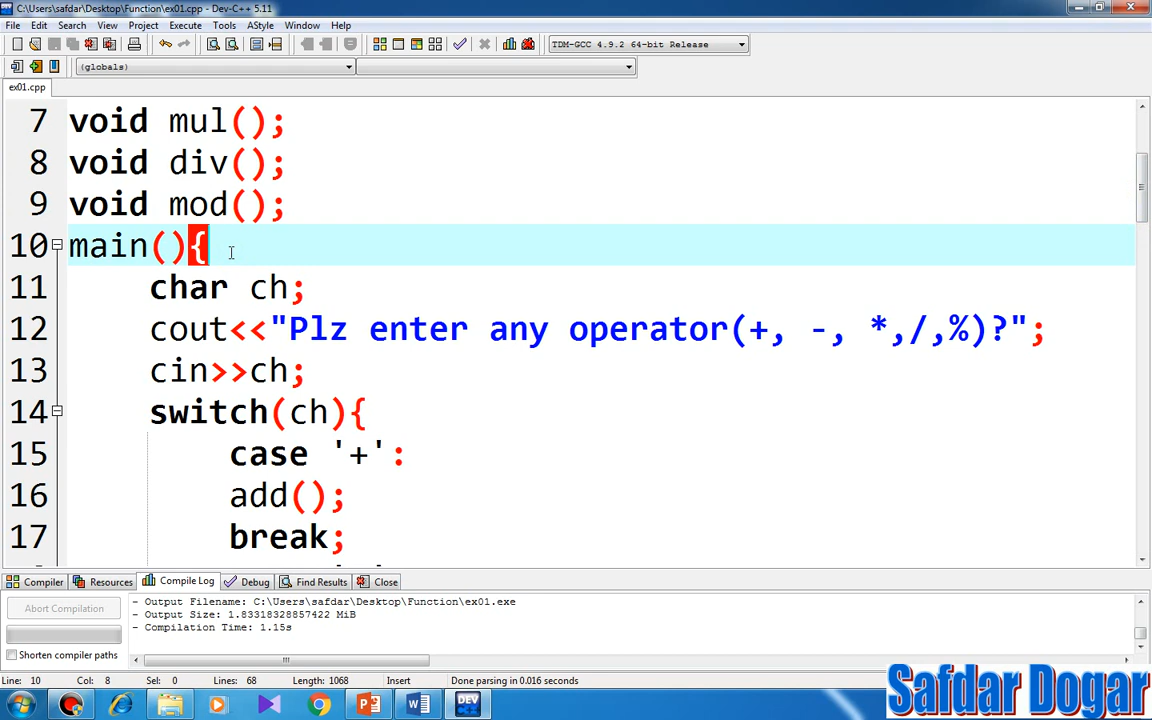 C:\Users\safdar\Desktop\Function\ex01.cpp - Dev-C++ 5.11
File Edit Search View Project Execute Tools AStyle Window Help
TDM-GCC 4.9.2 64-bit Release
(globals)
ex01.cpp
7 void mul();
8 void div();
9 void mod();
10 main(){
11 char ch;
12 cout<<"Plz enter any operator(+, -, *,/,%)?";
13 cin>>ch;
14 switch(ch){
15 case '+':
16 add();
17 break;
Compiler Resources Compile Log Debug Find Results Close
Abort Compilation
Shorten compiler paths
- Output Filename: C:\Users\safdar\Desktop\Function\ex01.exe
- Output Size: 1.83318328857422 MiB
- Compilation Time: 1.15s
Line: 10 Col: 8 Sel: 0 Lines: 68 Length: 1068 Insert Done parsing in 0.016 seconds
DEV
Safdar Dogar